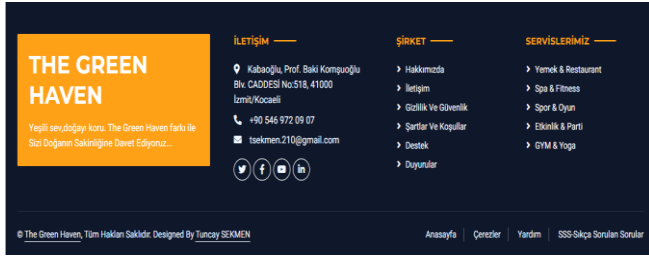 THE GREEN
HAVEN
Yeşili sev,doğayı koru. The Green Haven farkı ile
Sizi Doğanın Sakinliğine Davet Ediyoruz...
İLETİŞİM
Kabaoğlu, Prof. Baki Komşuoğlu
Blv. CADDESİ No:518, 41000
İzmit/Kocaeli
+90 546 972 09 07
tsekmen.210@gmail.com
ŞİRKET
Hakkımızda
İletişim
Gizlilik Ve Güvenlik
Şartlar Ve Koşullar
Destek
Duyurular
SERVİSLERİMİZ
Yemek & Restaurant
Spa & Fitness
Spor & Oyun
Etkinlik & Parti
GYM & Yoga
© The Green Haven, Tüm Hakları Saklıdır. Designed By Tuncay SEKMEN
Anasayfa
Çerezler
Yardım
SSS-Sıkça Sorulan Sorular